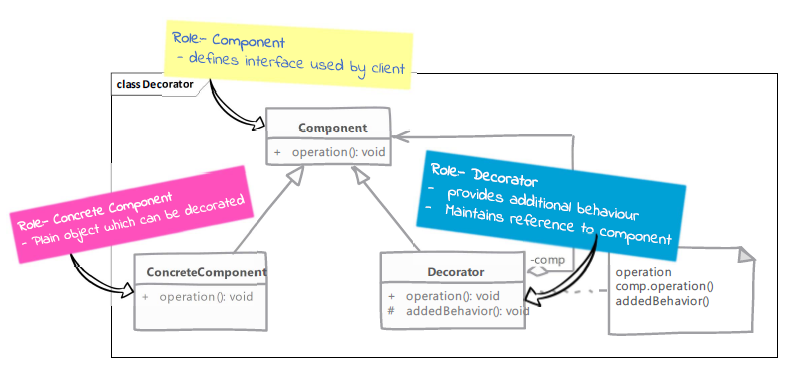 Role- Component
- defines interface used by client
class Decorator
Component
+ operation(): void
Role- Decorator
- provides additional behaviour
- Maintains reference to component
Role- Concrete Component
- Plain object which can be decorated
ConcreteComponent
+ operation(): void
Decorator
+ operation(): void
# addedBehavior(): void
-comp
operation
comp.operation()
addedBehavior()